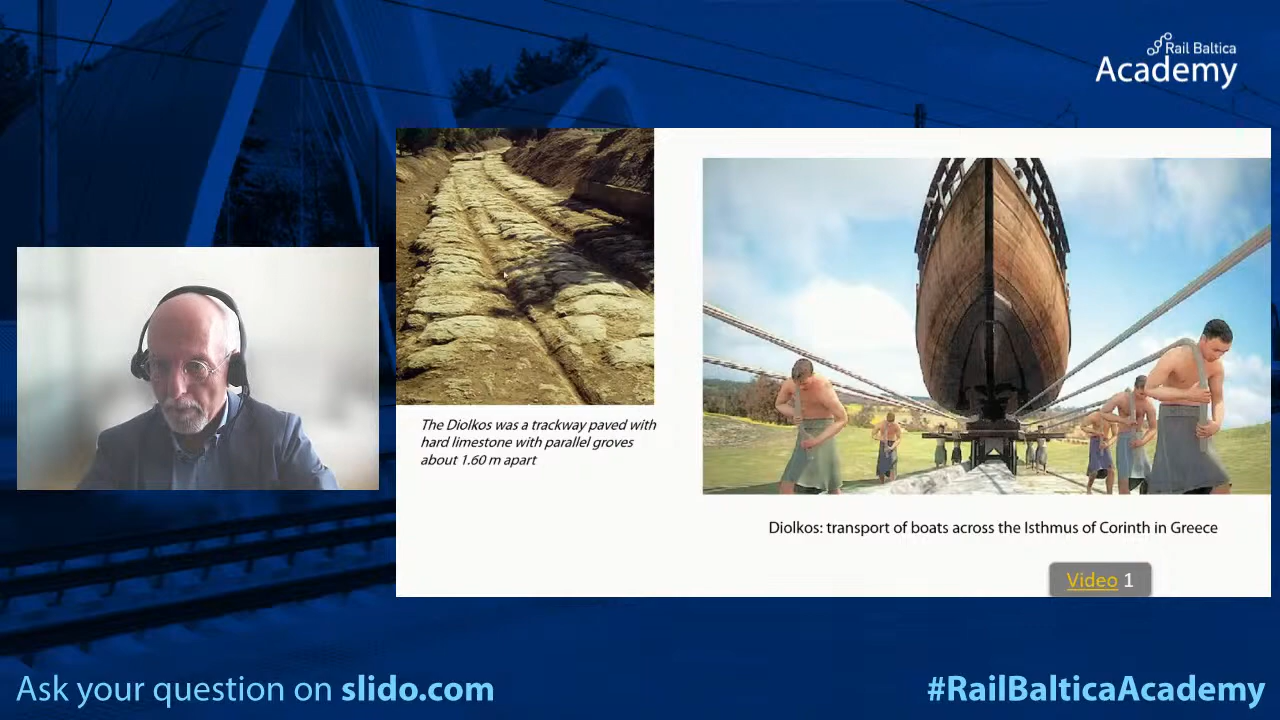 Rail Baltica
Academy
The Diolkos was a trackway paved with
hard limestone with parallel groves
about 1.60 m apart
Diolkos: transport of boats across the Isthmus of Corinth in Greece
Video 1
Ask your question on slido.com
#RailBalticaAcademy